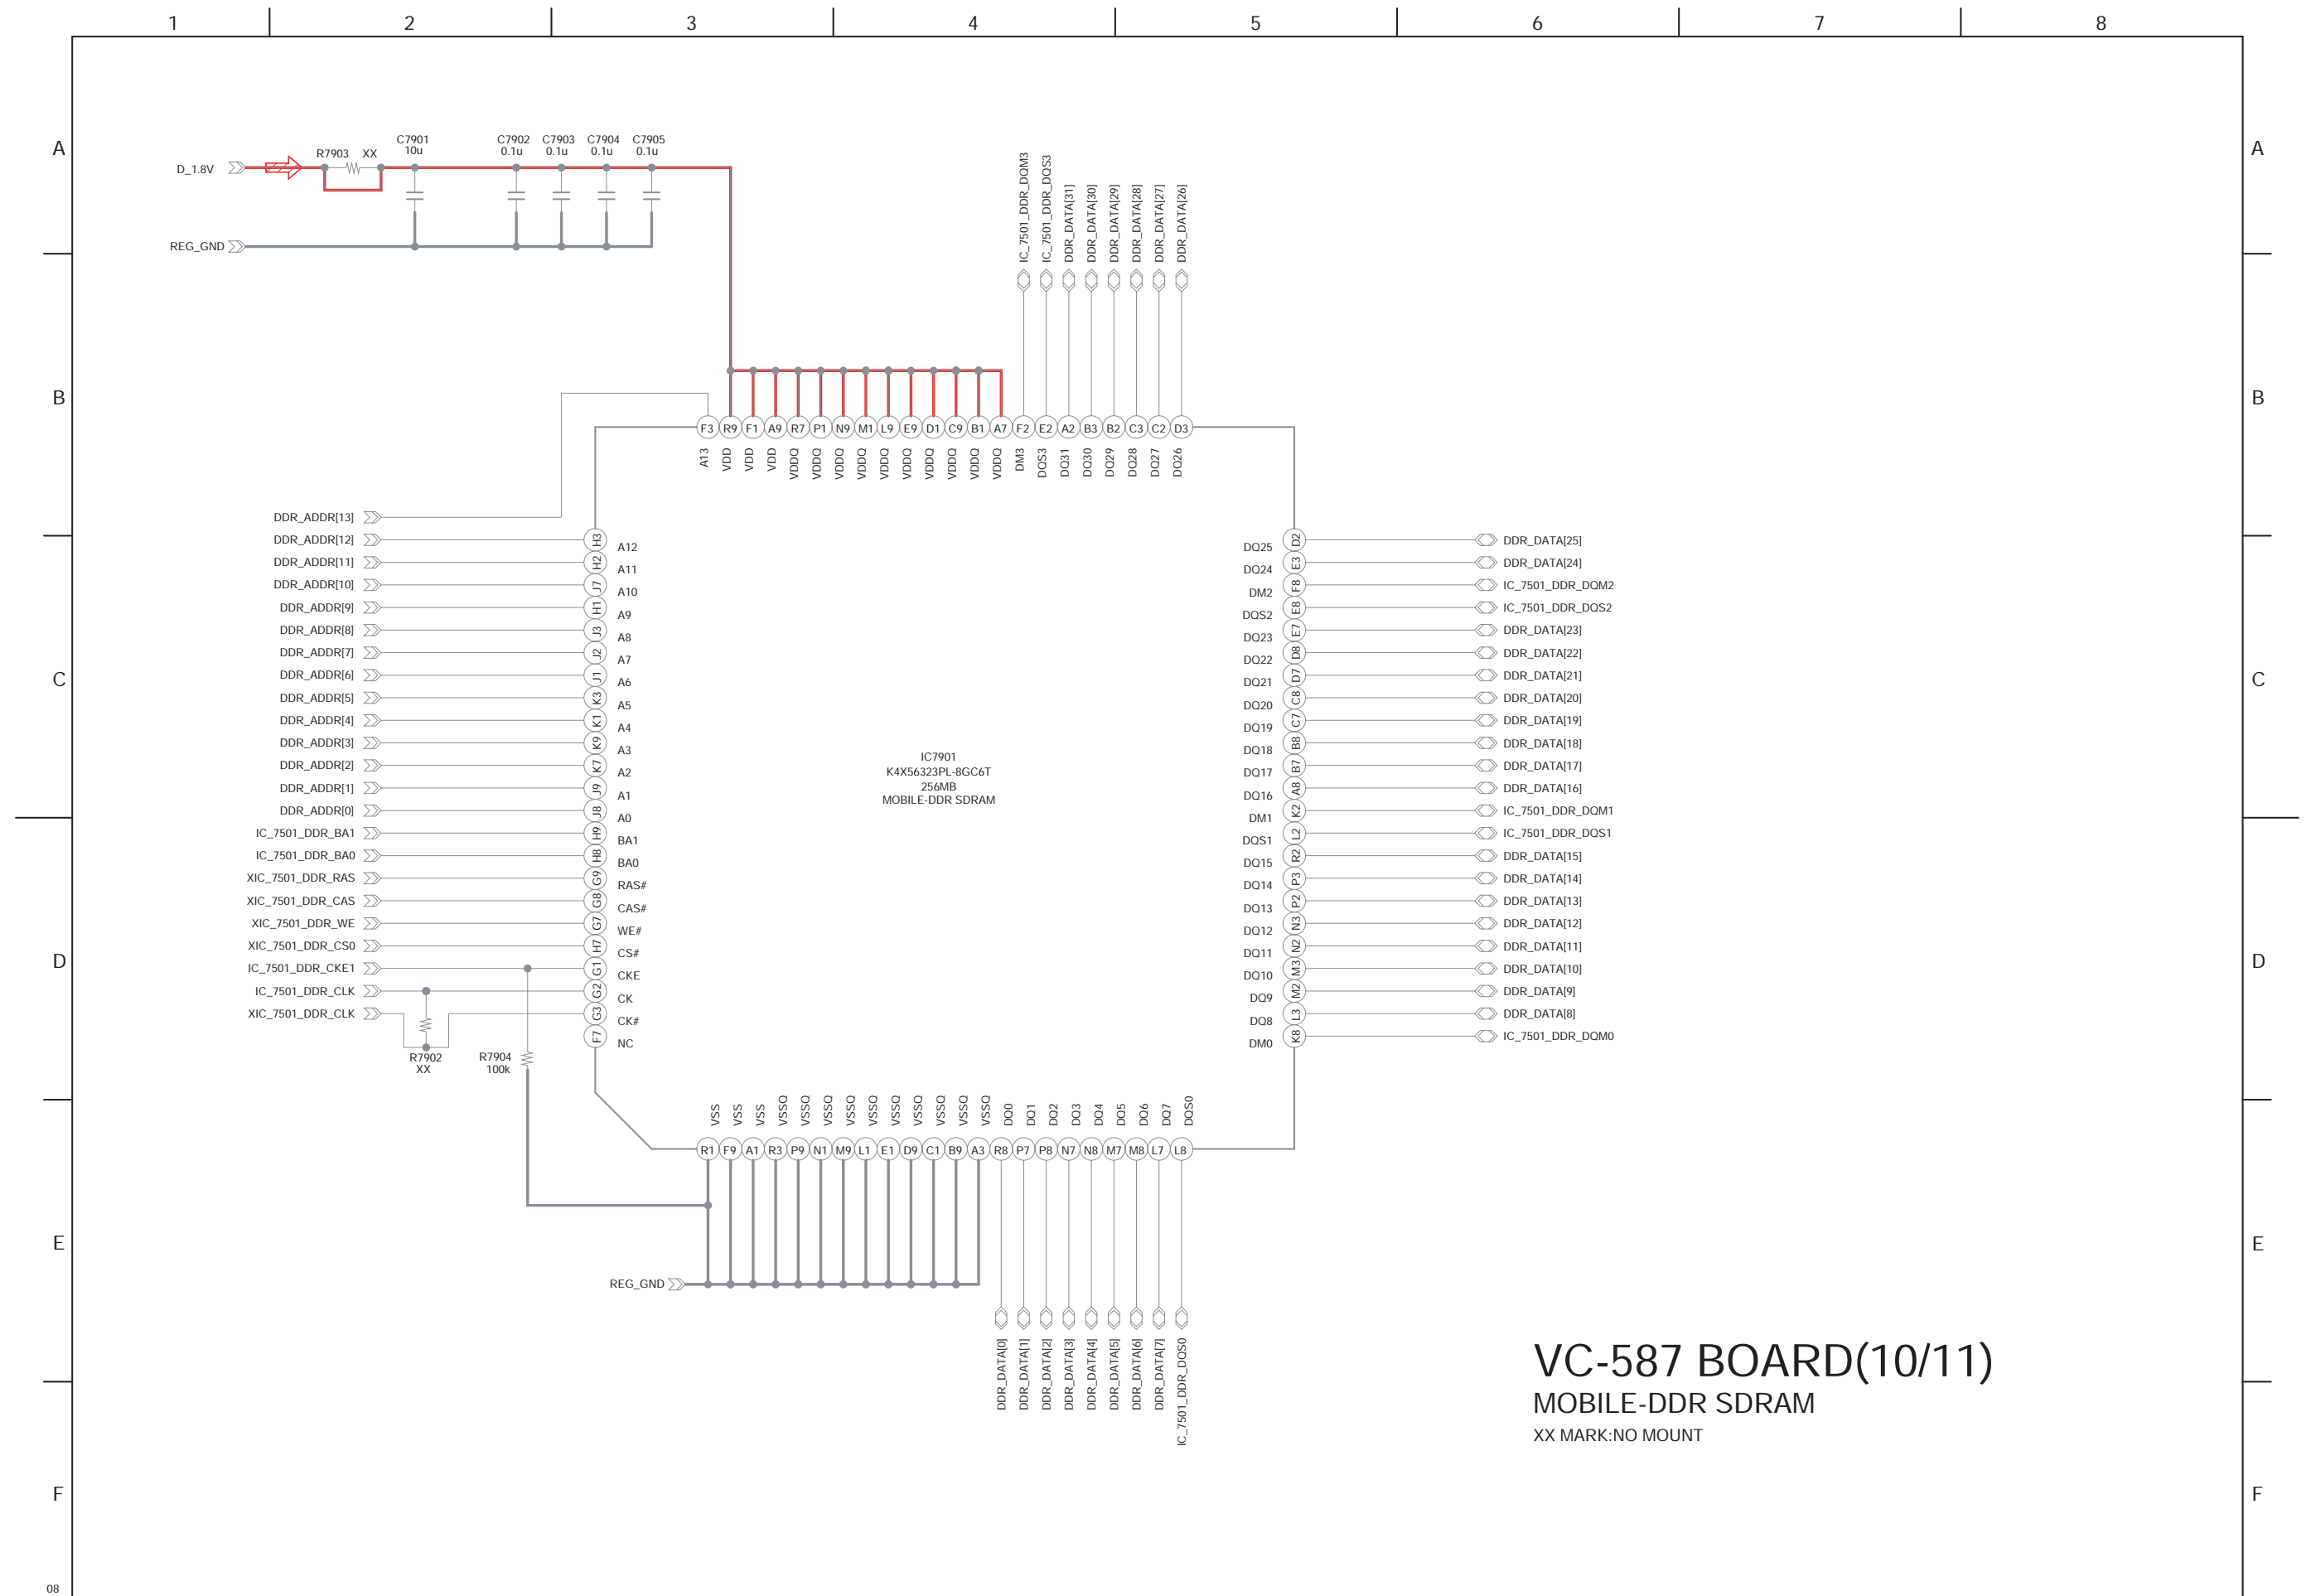 1 2 3 4 5 6 7 8
A A
R7903 XX
C7901
10u
C7902
0.1u
C7903
0.1u
C7904
0.1u
C7905
0.1u
D_1.8V
REG_GND
IC_7501_DDR_DQM3
IC_7501_DDR_DQS3
DDR_DATA[31]
DDR_DATA[30]
DDR_DATA[29]
DDR_DATA[28]
DDR_DATA[27]
DDR_DATA[26]
B B
F3 R9 F1 A9 R7 P1 N9 M1 L9 E9 D1 C9 B1 A7 F2 E2 A2 B3 B2 C3 C2 D3
A13 VDD VDD VDD VDDQ VDDQ VDDQ VDDQ VDDQ VDDQ VDDQ VDDQ VDDQ VDDQ DM3 DQS3 DQ31 DQ30 DQ29 DQ28 DQ27 DQ26
DDR_ADDR[13]
DDR_ADDR[12] H3 A12
DDR_ADDR[11] H2 A11
DDR_ADDR[10] J7 A10
DDR_ADDR[9] H1 A9
DDR_ADDR[8] J3 A8
DDR_ADDR[7] J2 A7
C C
DDR_ADDR[6] J1 A6
DDR_ADDR[5] K3 A5
DDR_ADDR[4] K1 A4
DDR_ADDR[3] K9 A3
DDR_ADDR[2] K7 A2
DDR_ADDR[1] J9 A1
DDR_ADDR[0] J8 A0
IC_7501_DDR_BA1 H9 BA1
IC_7501_DDR_BA0 H8 BA0
XIC_7501_DDR_RAS G9 RAS#
XIC_7501_DDR_CAS G8 CAS#
XIC_7501_DDR_WE G7 WE#
XIC_7501_DDR_CS0 H7 CS#
D D
IC_7501_DDR_CKE1 G1 CKE
IC_7501_DDR_CLK G2 CK
XIC_7501_DDR_CLK G3 CK#
F7 NC
R7902
XX
R7904
100k
IC7901
K4X56323PL-8GC6T
256MB
MOBILE-DDR SDRAM
DQ25 D2 DDR_DATA[25]
DQ24 E3 DDR_DATA[24]
DM2 F8 IC_7501_DDR_DQM2
DQS2 E8 IC_7501_DDR_DQS2
DQ23 E7 DDR_DATA[23]
DQ22 D8 DDR_DATA[22]
DQ21 D7 DDR_DATA[21]
DQ20 C8 DDR_DATA[20]
DQ19 C7 DDR_DATA[19]
DQ18 B8 DDR_DATA[18]
DQ17 B7 DDR_DATA[17]
DQ16 A8 DDR_DATA[16]
DM1 K2 IC_7501_DDR_DQM1
DQS1 L2 IC_7501_DDR_DQS1
DQ15 R2 DDR_DATA[15]
DQ14 P3 DDR_DATA[14]
DQ13 P2 DDR_DATA[13]
DQ12 N3 DDR_DATA[12]
DQ11 N2 DDR_DATA[11]
DQ10 M3 DDR_DATA[10]
DQ9 M2 DDR_DATA[9]
DQ8 L3 DDR_DATA[8]
DM0 K8 IC_7501_DDR_DQM0
VSS VSS VSS VSSQ VSSQ VSSQ VSSQ VSSQ VSSQ VSSQ VSSQ VSSQ VSSQ DQ0 DQ1 DQ2 DQ3 DQ4 DQ5 DQ6 DQ7 DQS0
R1 F9 A1 R3 P9 N1 M9 L1 E1 D9 C1 B9 A3 R8 P7 P8 N7 N8 M7 M8 L7 L8
E E
REG_GND
DDR_DATA[0]
DDR_DATA[1]
DDR_DATA[2]
DDR_DATA[3]
DDR_DATA[4]
DDR_DATA[5]
DDR_DATA[6]
DDR_DATA[7]
IC_7501_DDR_DQS0
VC-587 BOARD(10/11)
MOBILE-DDR SDRAM
XX MARK:NO MOUNT
F F
08